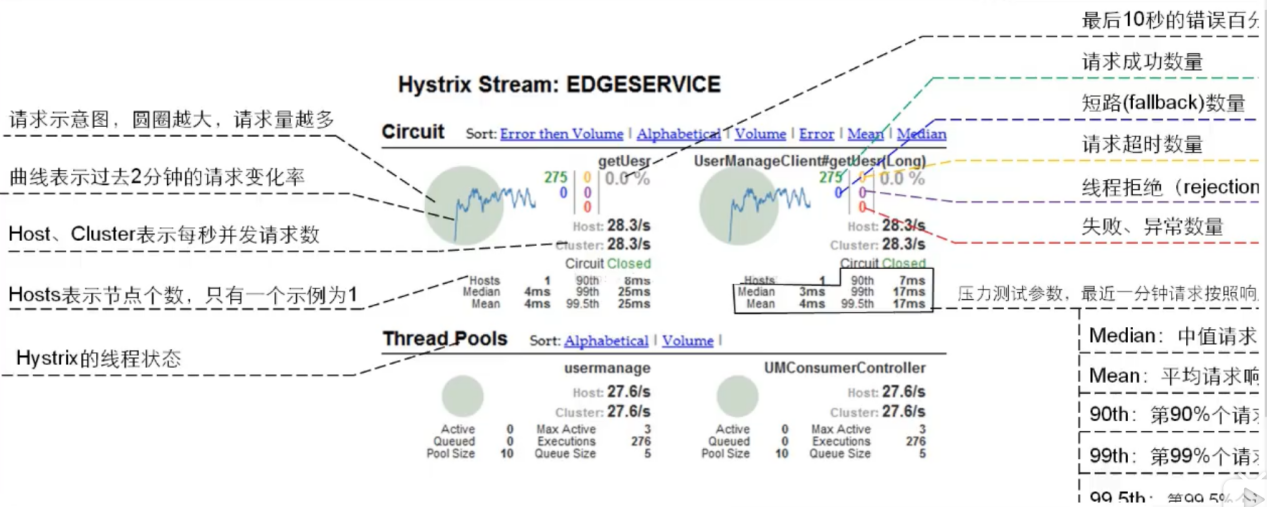 最后10秒的错误百分
请求成功数量
短路(fallback)数量
请求超时数量
线程拒绝（rejection
失败、异常数量
Hystrix Stream: EDGESERVICE
请求示意图，圆圈越大，请求量越多
曲线表示过去2分钟的请求变化率
Host、Cluster表示每秒并发请求数
Hosts表示节点个数，只有一个示例为1
Hystrix的线程状态
Circuit Sort: Error then Volume | Alphabetical | Volume | Error | Mean | Median
getUesr
275 0 0.0 %
0 0
0
Host: 28.3/s
Cluster: 28.3/s
Circuit Closed
Hosts 1 90th 8ms
Median 4ms 99th 25ms
Mean 4ms 99.5th 25ms
UserManageClient#getUesr(Long)
275 0 0.0 %
0 0
0
Host: 28.3/s
Cluster: 28.3/s
Circuit Closed
Hosts 1 90th 7ms
Median 3ms 99th 17ms
Mean 4ms 99.5th 17ms
压力测试参数，最近一分钟请求按照响
Median：中值请求
Mean：平均请求响
90th：第90%个请求
99th：第99%个请求
99.5th：第99.5%个
Thread Pools Sort: Alphabetical | Volume |
usermanage
Host: 27.6/s
Cluster: 27.6/s
Active 0 Max Active 3
Queued 0 Executions 276
Pool Size 10 Queue Size 5
UMConsumerController
Host: 27.6/s
Cluster: 27.6/s
Active 0 Max Active 3
Queued 0 Executions 276
Pool Size 10 Queue Size 5